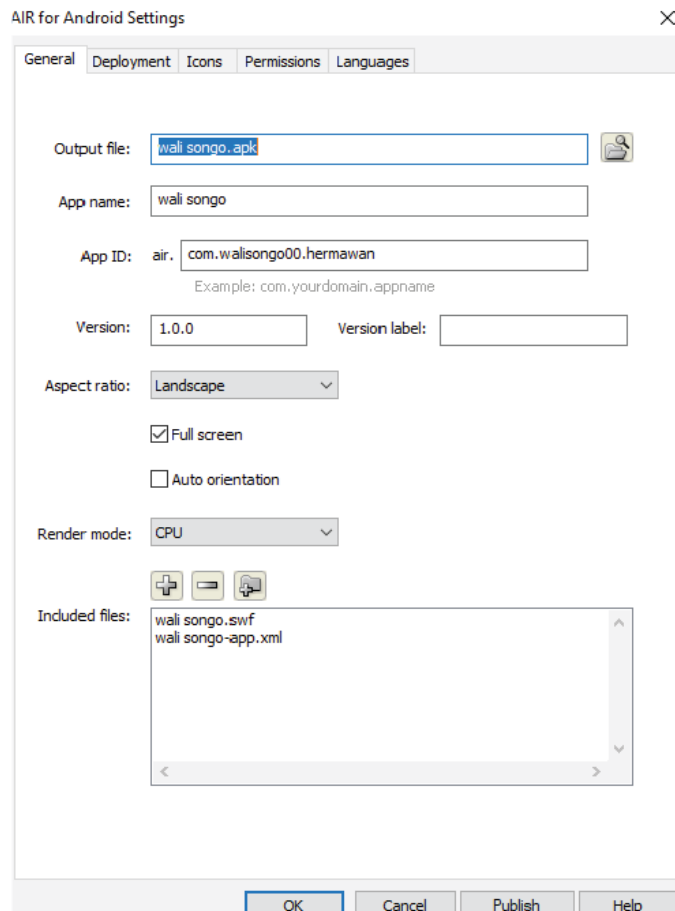 AIR for Android Settings
General Deployment Icons Permissions Languages
Output file: wali songo.apk
App name: wali songo
App ID: air. com.walisongo00.hermawan
Example: com.yourdomain.appname
Version: 1.0.0 Version label:
Aspect ratio: Landscape
Full screen
Auto orientation
Render mode: CPU
Included files:
wali songo.swf
wali songo-app.xml
OK Cancel Publish Help